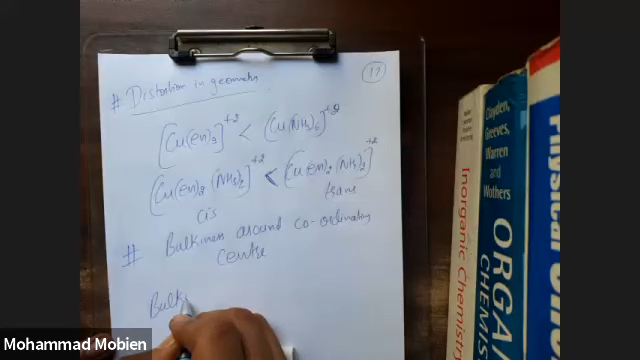 17
# Distortion in geometry
[Cu(en)3]+2 < [Cu(NH3)6]+2
[Cu(en)2(NH3)2]+2 < [Cu(en)2(NH3)2]+2
cis trans
# Bulkiness around co-ordinating
centre
Bulk
Inorganic Chemistry
Clayden,
Greeves,
Warren
and
Wothers
ORGA
CHEMIS
Physical
Mohammad Mobien